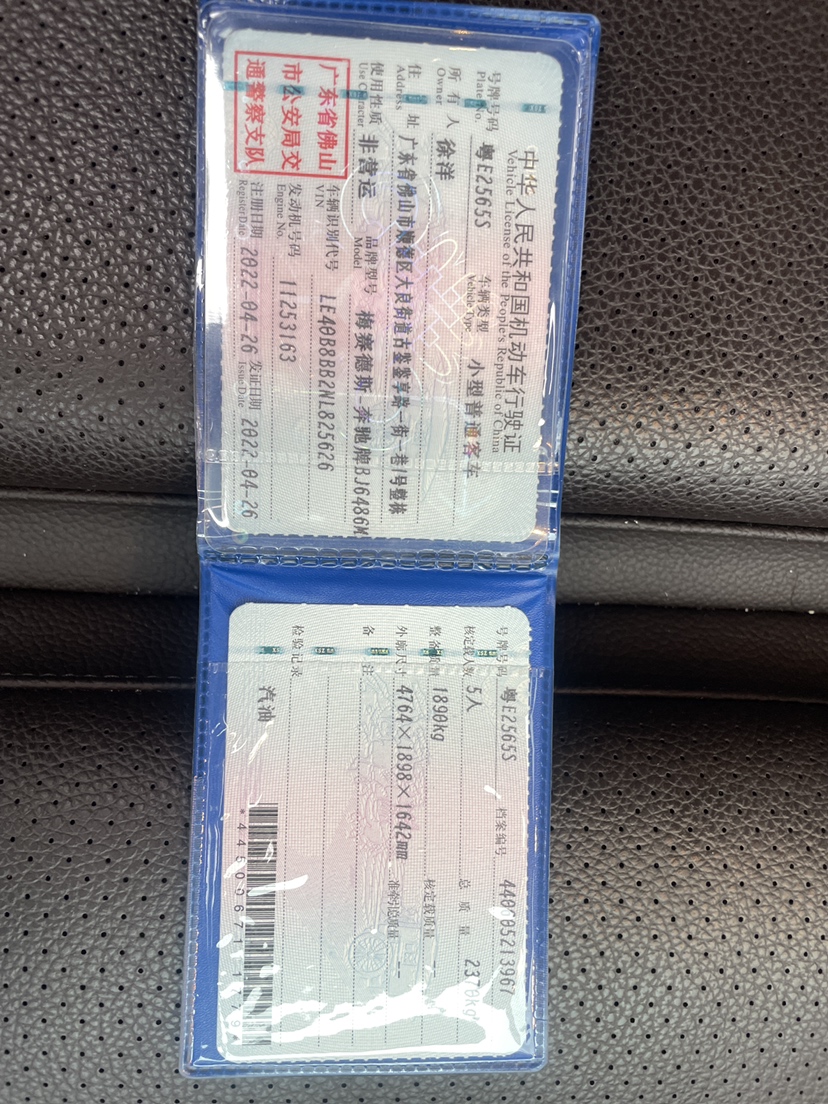 中华人民共和国机动车行驶证
Vehicle License of the People's Republic of China
号牌号码 粤E2565S 车辆类型 小型普通客车
Plate No. Vehicle Type
所有人 徐洋
Owner
住址 广东省佛山市顺德区大良街道古鉴鉴享路一街一巷1号整栋
Address
使用性质 非营运 品牌型号 梅赛德斯-奔驰牌BJ6486M
Use Character Model
广东省佛山
市公安局交
通警察支队
车辆识别代号 LE40B8BB2NL825626
VIN
发动机号码 11253163
Engine No.
注册日期 2022-04-26 发证日期 2022-04-26
Register Date Issue Date
号牌号码 粤E2565S 档案编号 440605213967
核定载人数 5人 总质量 2370kg
整备质量 1890kg 核定载质量 --
外廓尺寸 4764×1898×1642mm 准牵引总质量 --
备注
检验记录
汽油